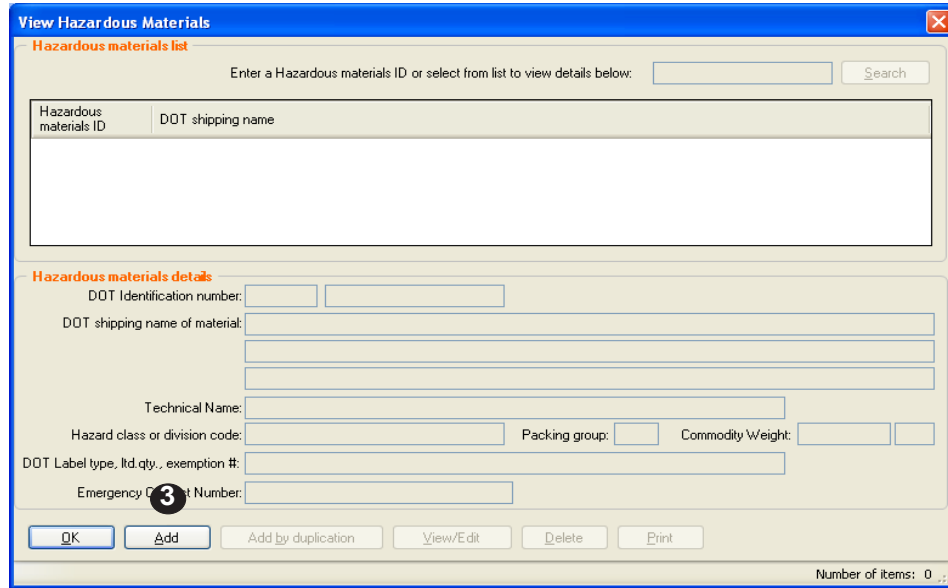 View Hazardous Materials
Hazardous materials list
Enter a Hazardous materials ID or select from list to view details below:
Search
Hazardous materials ID
DOT shipping name
Hazardous materials details
DOT Identification number:
DOT shipping name of material:
Technical Name:
Hazard class or division code:
Packing group:
Commodity Weight:
DOT Label type, ltd.qty., exemption #:
Emergency Number:
3
OK
Add
Add by duplication
View/Edit
Delete
Print
Number of items: 0